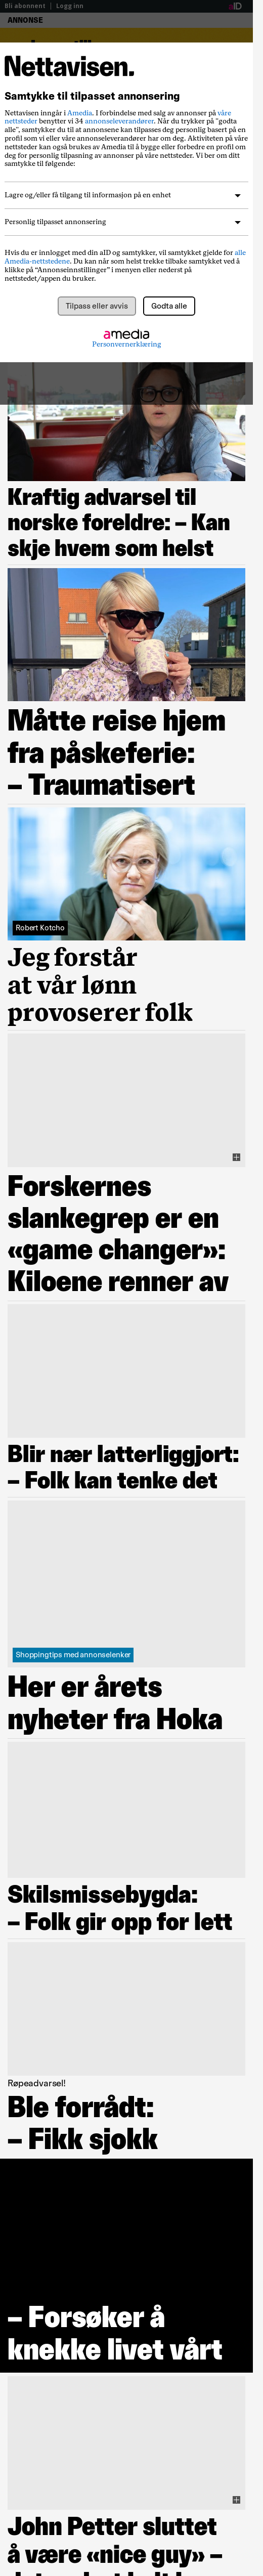 Bli abonnent | Logg inn
aID
ANNONSE
Nettavisen.
Samtykke til tilpasset annonsering
Nettavisen inngår i Amedia. I forbindelse med salg av annonser på våre
nettsteder benytter vi 34 annonseleverandører. Når du trykker på "godta
alle", samtykker du til at annonsene kan tilpasses deg personlig basert på en
profil som vi eller annonseleverandører har om deg. Aktiviteten på våre
nettsteder kan også brukes av Amedia til å bygge eller forbedre en profil om
deg for personlig tilpasning av annonser på våre nettsteder. Vi ber om ditt
samtykke til følgende:
Lagre og/eller få tilgang til informasjon på en enhet
Personlig tilpasset annonsering
Hvis du er innlogget med din aID og samtykker, vil samtykket gjelde for alle
Amedia-nettstedene. Du kan når som helst trekke tilbake samtykket ved å
klikke på “Annonseinnstillinger” i menyen eller nederst på
nettstedet/appen du bruker.
Tilpass eller avvis
Godta alle
amedia
Personvernerklæring
Kraftig advarsel til
norske foreldre: – Kan
skje hvem som helst
Måtte reise hjem
fra påskeferie:
– Traumatisert
Robert Kotcho
Jeg forstår
at vår lønn
provoserer folk
Forskernes
slankegrep er en
«game changer»:
Kiloene renner av
Blir nær latterliggjort:
– Folk kan tenke det
Shoppingtips med annonselenker
Her er årets
nyheter fra Hoka
Skilsmissebygda:
– Folk gir opp for lett
Røpeadvarsel!
Ble forrådt:
– Fikk sjokk
– Forsøker å
knekke livet vårt
John Petter sluttet
å være «nice guy» –